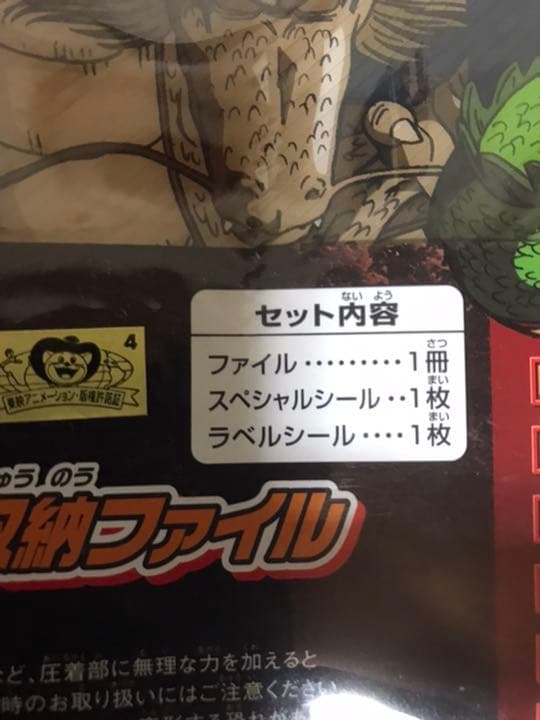 セット内容
ないよう
ファイル‥‥‥‥1冊
さつ
スペシャルシール‥1枚
まい
ラベルシール‥‥1枚
まい
4
東映アニメーション・版権許諾証
ゅうのう
納ファイル
など、圧着部に無理な力を加えると
時のお取り扱いにはご注意ください